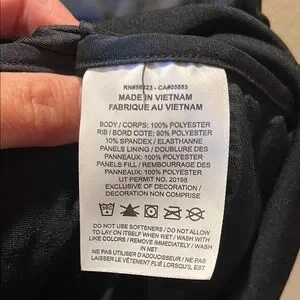 RN#56323 - CA#05553
MADE IN VIETNAM
FABRIQUE AU VIETNAM
BODY / CORPS: 100% POLYESTER
RIB / BORD COTE: 90% POLYESTER
10% SPANDEX / ELASTHANNE
PANELS LINING / DOUBLURE DES
PANNEAUX: 100% POLYESTER
PANELS FILL / REMBOURRAGE DES
PANNEAUX: 100% POLYESTER
UT PERMIT NO. 20198
EXCLUSIVE OF DECORATION /
DECORATION NON COMPRISE
DO NOT USE SOFTENERS / DO NOT ALLOW
TO LAY ON ITSELF WHEN WET / WASH WITH
LIKE COLORS / REMOVE IMMEDIATELY / WASH
IN NET
NE PAS UTILISER D'ADOUCISSEUR / NE
LAISSER LE VÊTEMENT PLIÉ LORSQU'IL EST